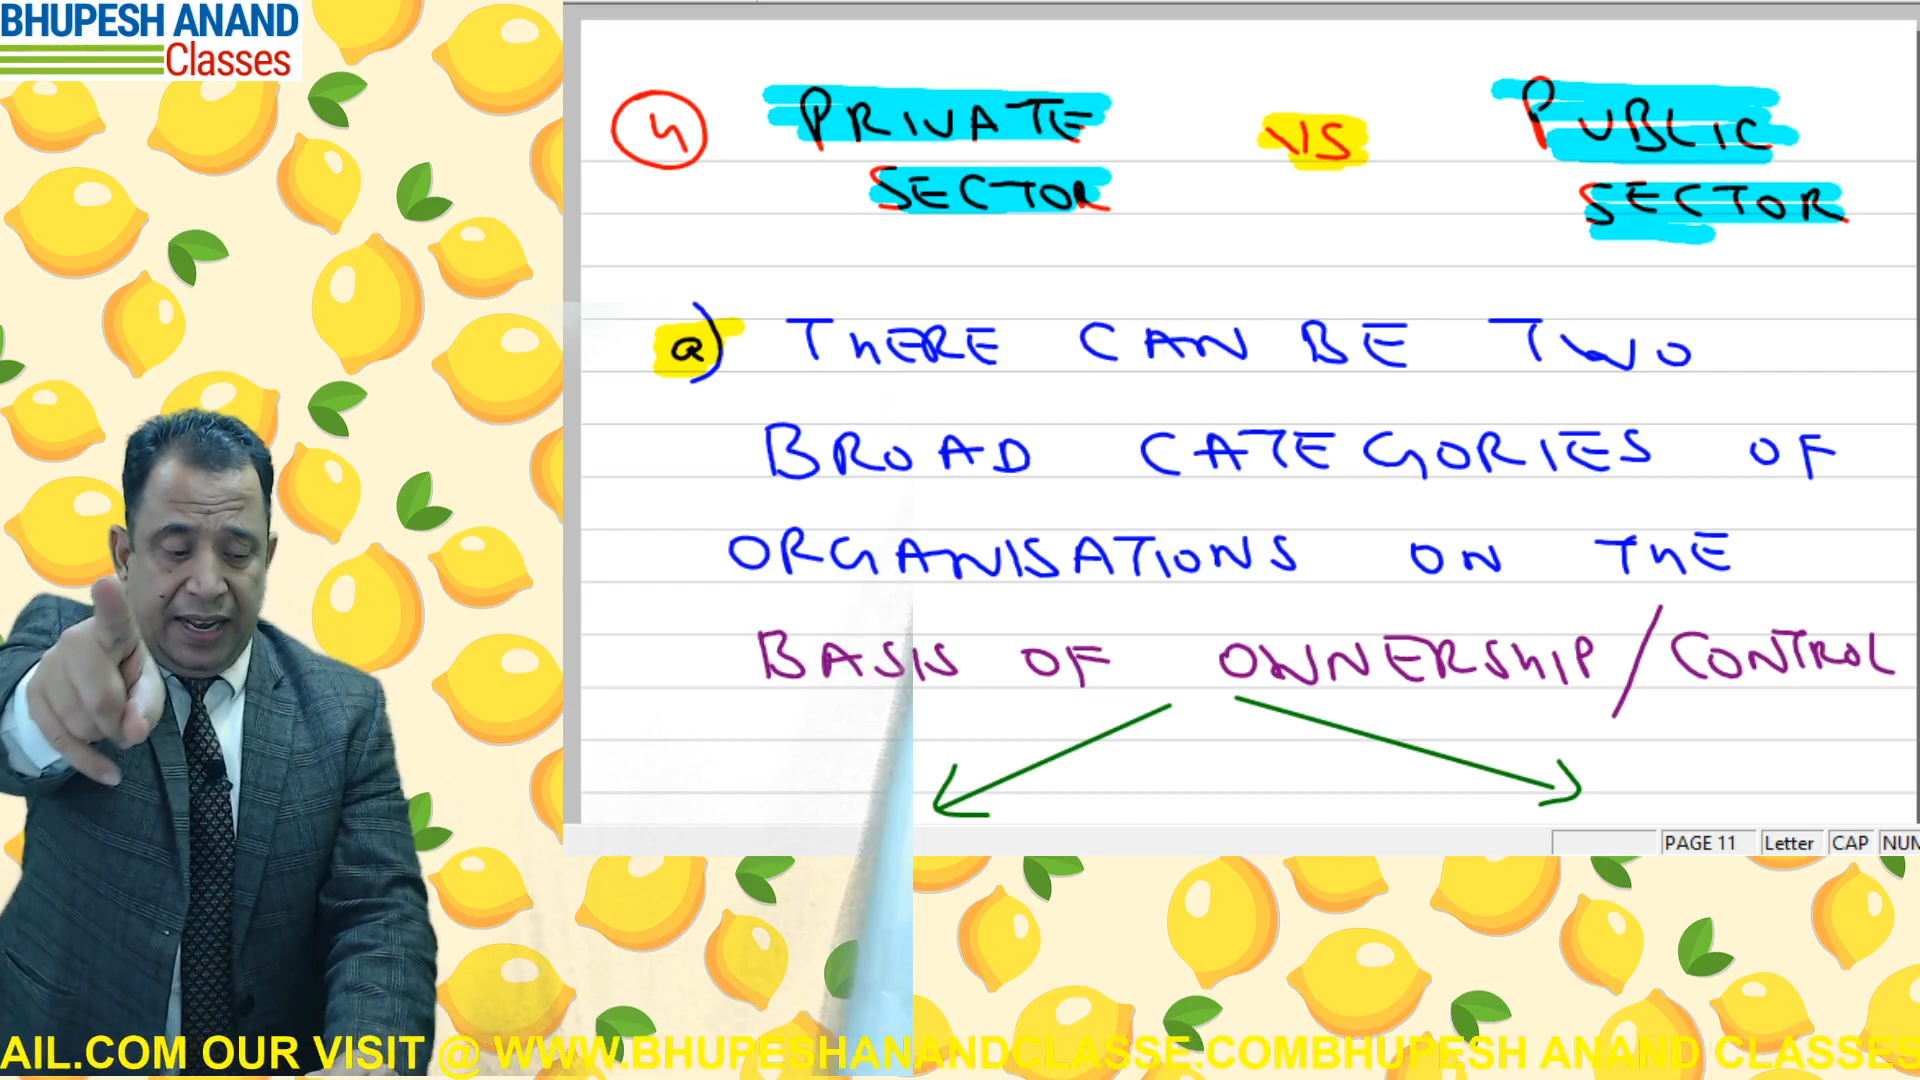 BHUPESH ANAND
Classes
4 PRIVATE VS PUBLIC
SECTOR SECTOR
a) THERE CAN BE TWO
BROAD CATEGORIES OF
ORGANISATIONS ON THE
BASIS OF OWNERSHIP/CONTROL
PAGE 11 Letter CAP NUM
AIL.COM OUR VISIT @ WWW.BHUPESHANANDCLASSE.COMBHUPESH ANAND CLASSES